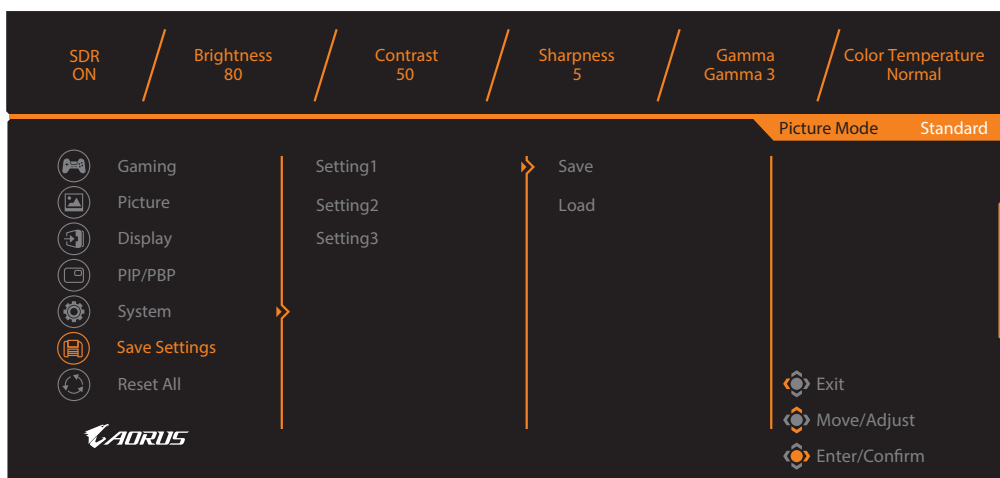 SDR
ON
Brightness
80
Contrast
50
Sharpness
5
Gamma
Gamma 3
Color Temperature
Normal
Picture Mode Standard
Gaming
Picture
Display
PIP/PBP
System
Save Settings
Reset All
Setting1
Setting2
Setting3
Save
Load
Exit
Move/Adjust
Enter/Confirm
AORUS